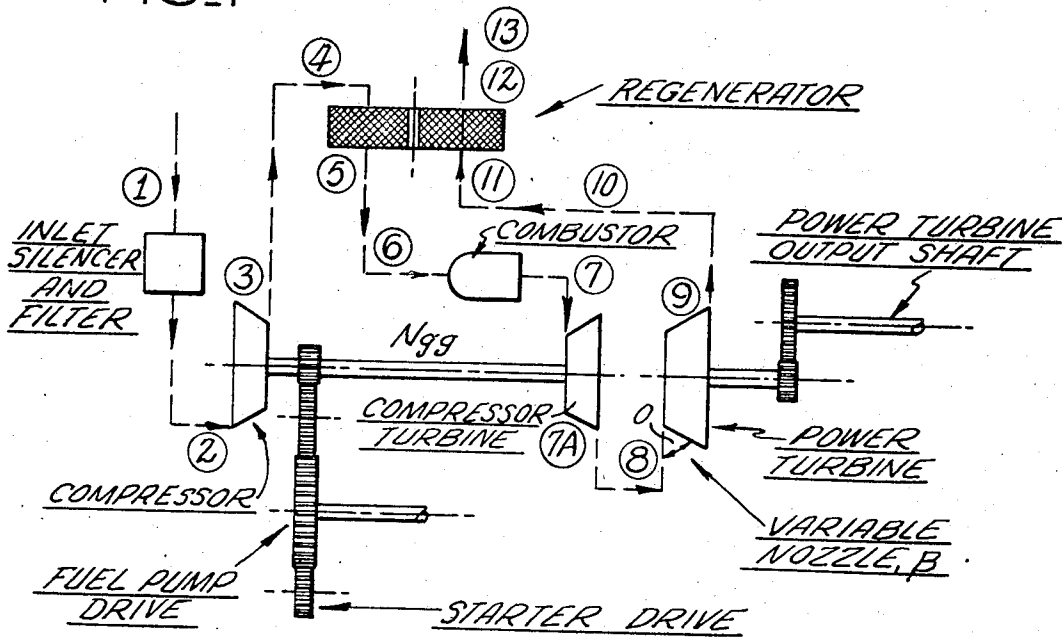 FIG-1
13
4
12
REGENERATOR
1
5
11
10
INLET
SILENCER
AND
FILTER
3
6
COMBUSTOR
7
POWER TURBINE
OUTPUT SHAFT
9
Ngg
COMPRESSOR
TURBINE
7A
2
8
O
POWER
TURBINE
COMPRESSOR
VARIABLE
NOZZLE, β
FUEL PUMP
DRIVE
STARTER DRIVE